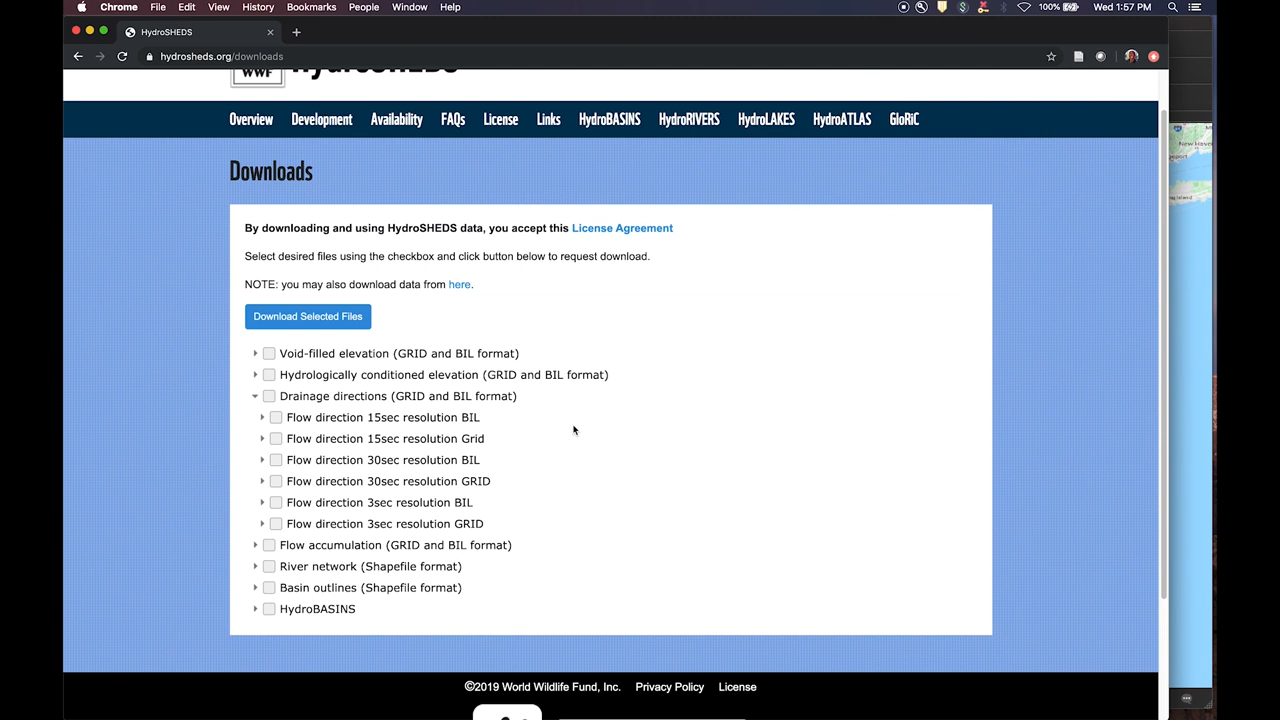 Chrome File Edit View History Bookmarks People Window Help 100% Wed 1:57 PM
HydroSHEDS
hydrosheds.org/downloads
WWF HydroSHEDS
Overview Development Availability FAQs License Links HydroBASINS HydroRIVERS HydroLAKES HydroATLAS GloRiC
Downloads
By downloading and using HydroSHEDS data, you accept this License Agreement
Select desired files using the checkbox and click button below to request download.
NOTE: you may also download data from here.
Download Selected Files
Void-filled elevation (GRID and BIL format)
Hydrologically conditioned elevation (GRID and BIL format)
Drainage directions (GRID and BIL format)
Flow direction 15sec resolution BIL
Flow direction 15sec resolution Grid
Flow direction 30sec resolution BIL
Flow direction 30sec resolution GRID
Flow direction 3sec resolution BIL
Flow direction 3sec resolution GRID
Flow accumulation (GRID and BIL format)
River network (Shapefile format)
Basin outlines (Shapefile format)
HydroBASINS
©2019 World Wildlife Fund, Inc. Privacy Policy License
New Haven